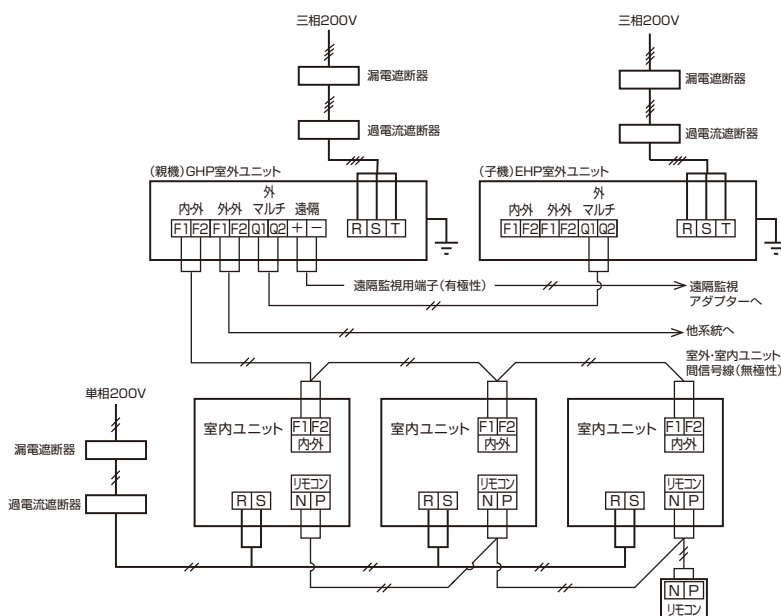 三相200V
三相200V
漏電遮断器
漏電遮断器
過電流遮断器
過電流遮断器
(親機)GHP室外ユニット
(子機)EHP室外ユニット
内・外
外外
外
マルチ
遠隔
F1 F2 F1 F2 Q1 Q2 + −
R S T
内・外
外外
外
マルチ
F1 F2 F1 F2 Q1 Q2
R S T
遠隔監視用端子(有極性)
遠隔監視
アダプターへ
他系統へ
室外・室内ユニット
間信号線(無極性)
単相200V
漏電遮断器
過電流遮断器
室内ユニット
F1 F2
内・外
リモコン
R S
N P
室内ユニット
F1 F2
内・外
リモコン
R S
N P
室内ユニット
F1 F2
内・外
リモコン
R S
N P
N P
リモコン